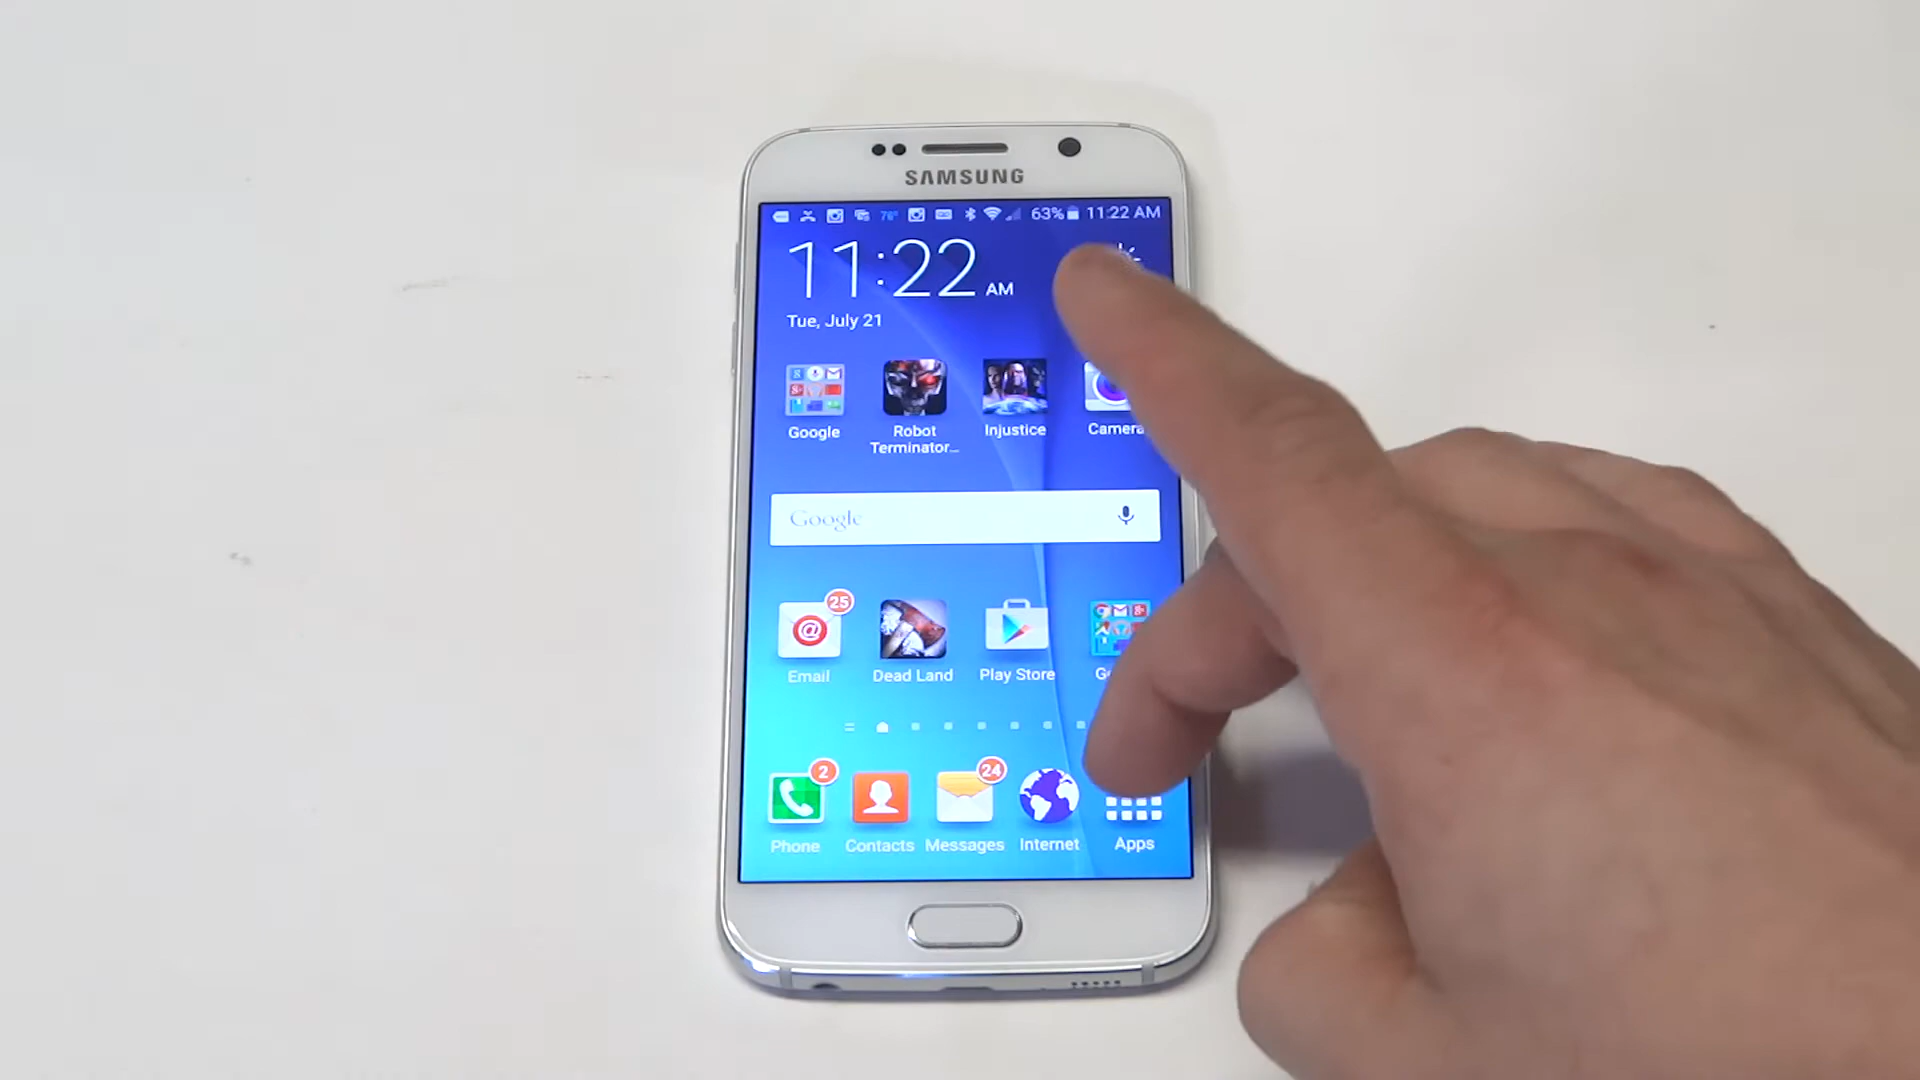 SAMSUNG
76° 63% 11:22 AM
11:22 AM
Tue, July 21
Google Robot Terminator... Injustice Camera
Google
25
Email Dead Land Play Store
2 24
Phone Contacts Messages Internet Apps